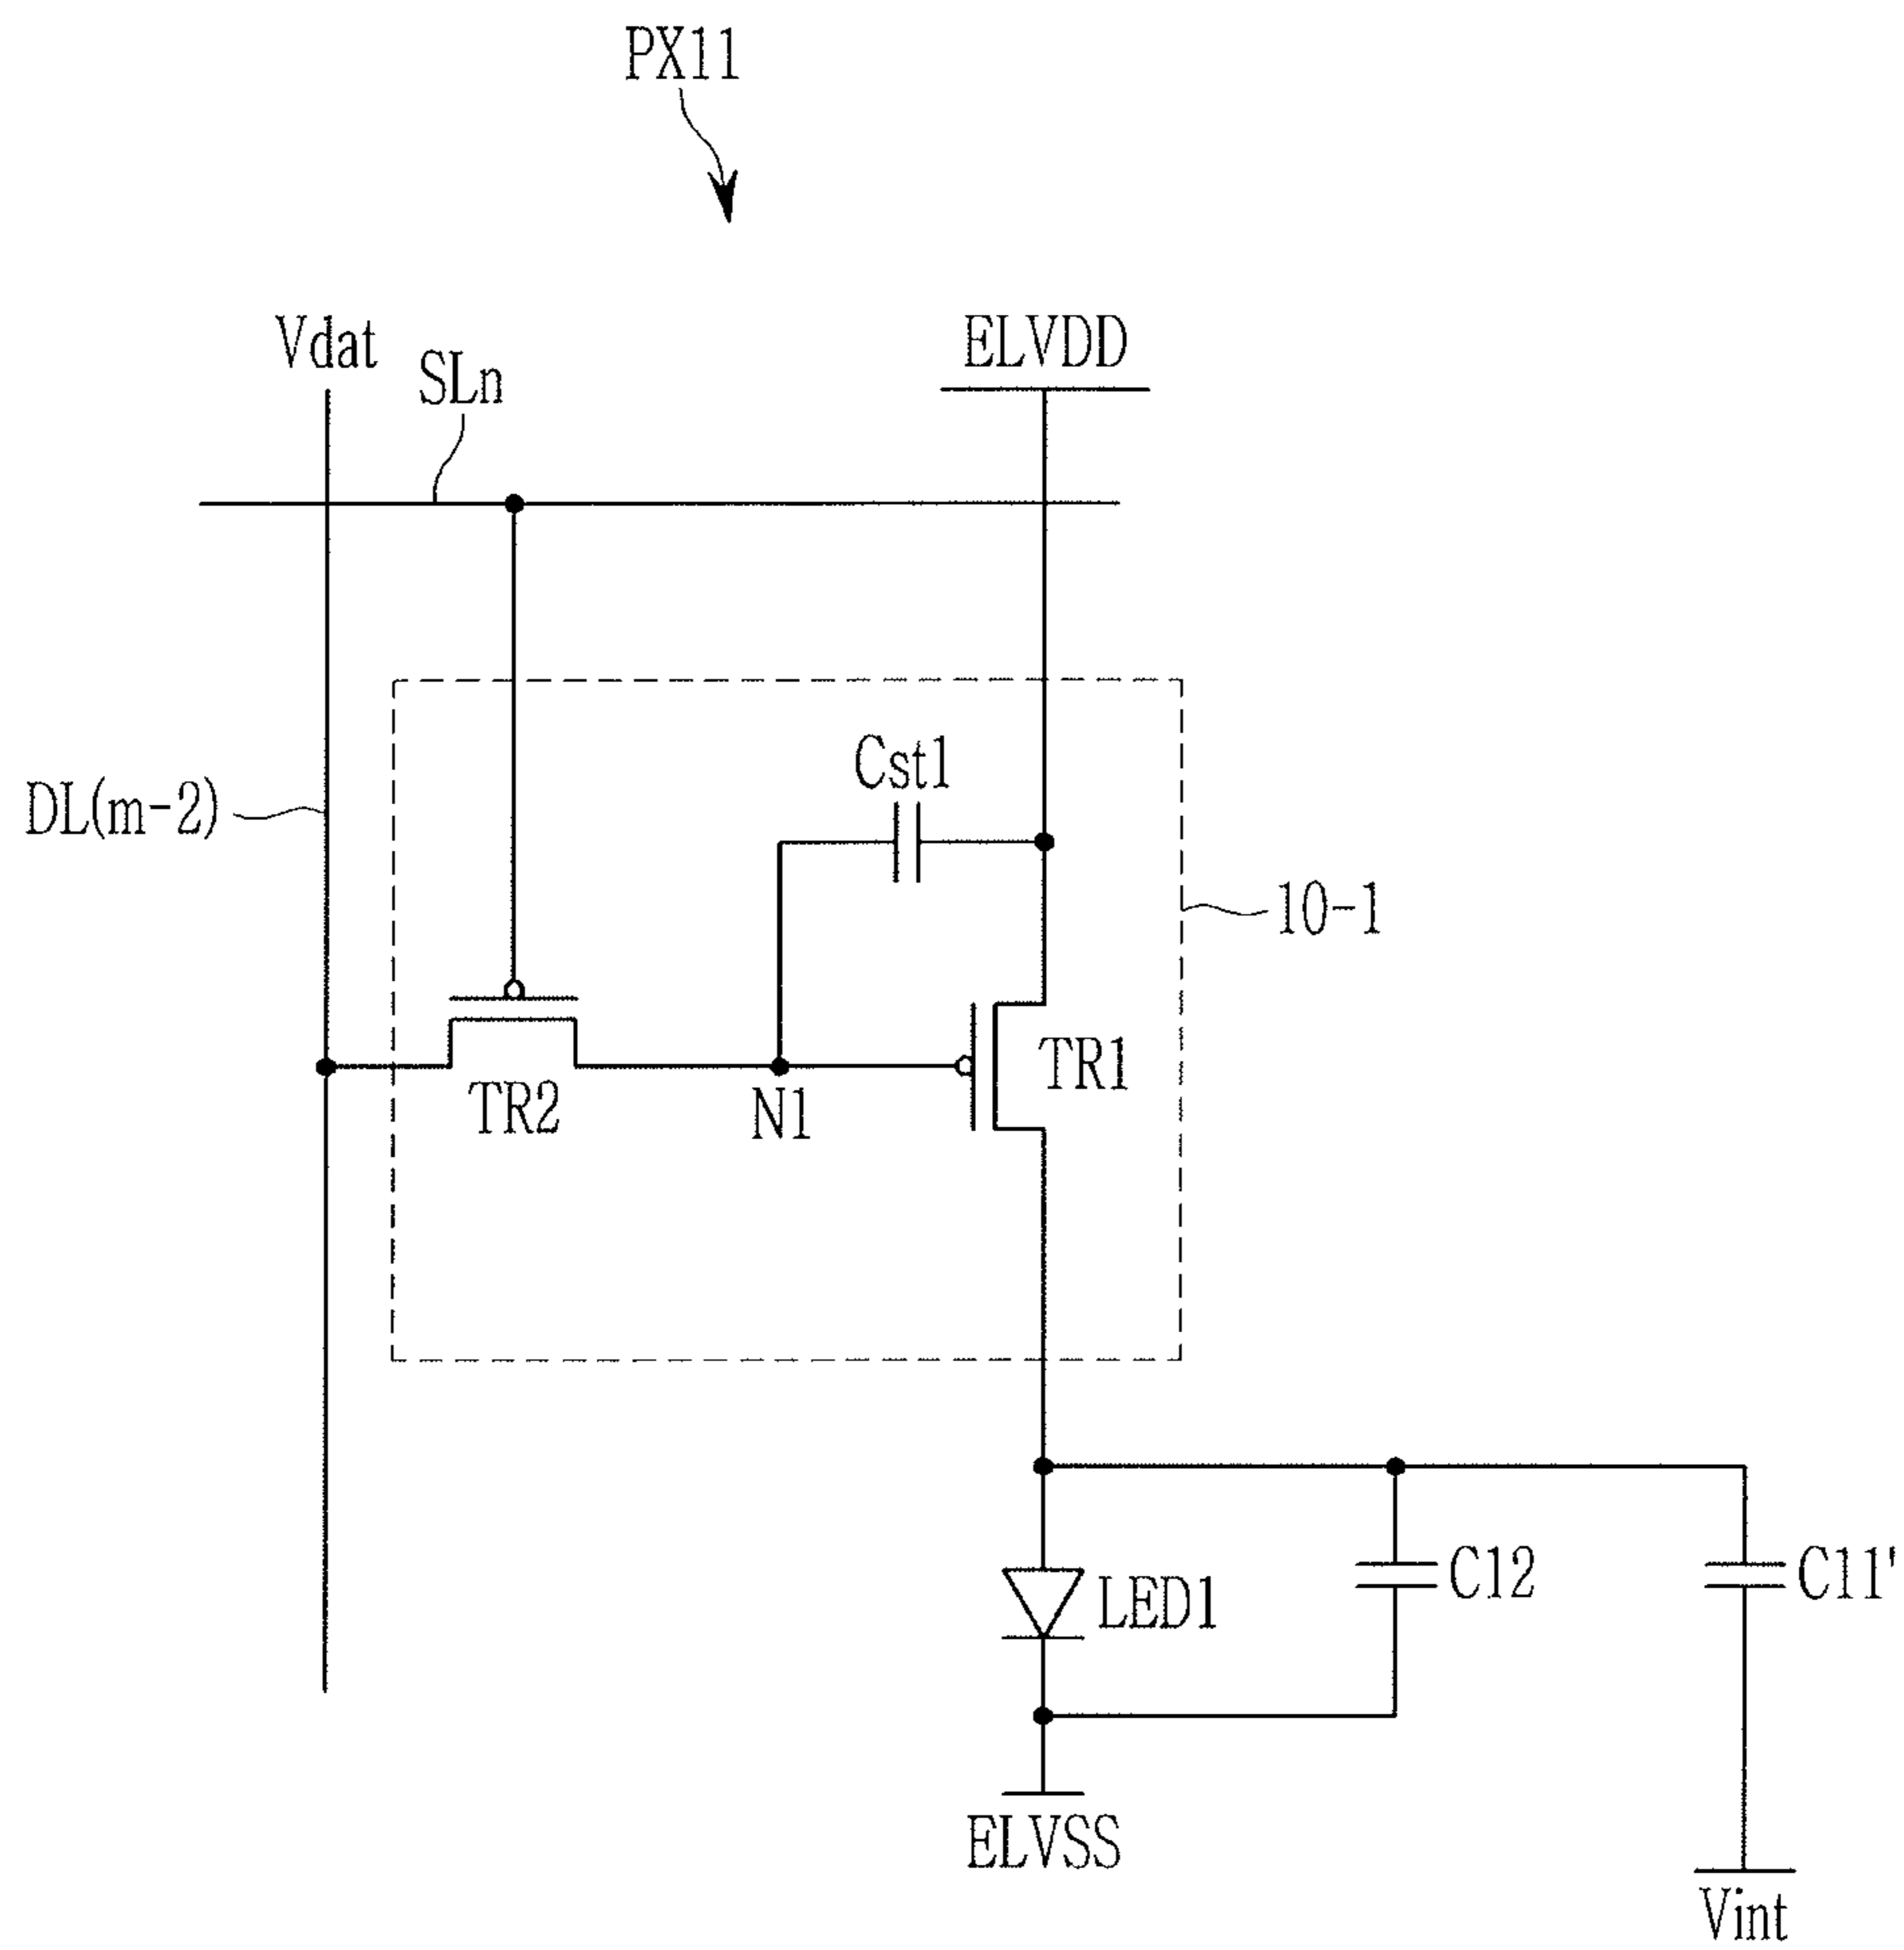 PX11
Vdat
SLn
ELVDD
DL(m-2)
Cst1
10-1
TR2
N1
TR1
LED1
C12
C11'
ELVSS
Vint